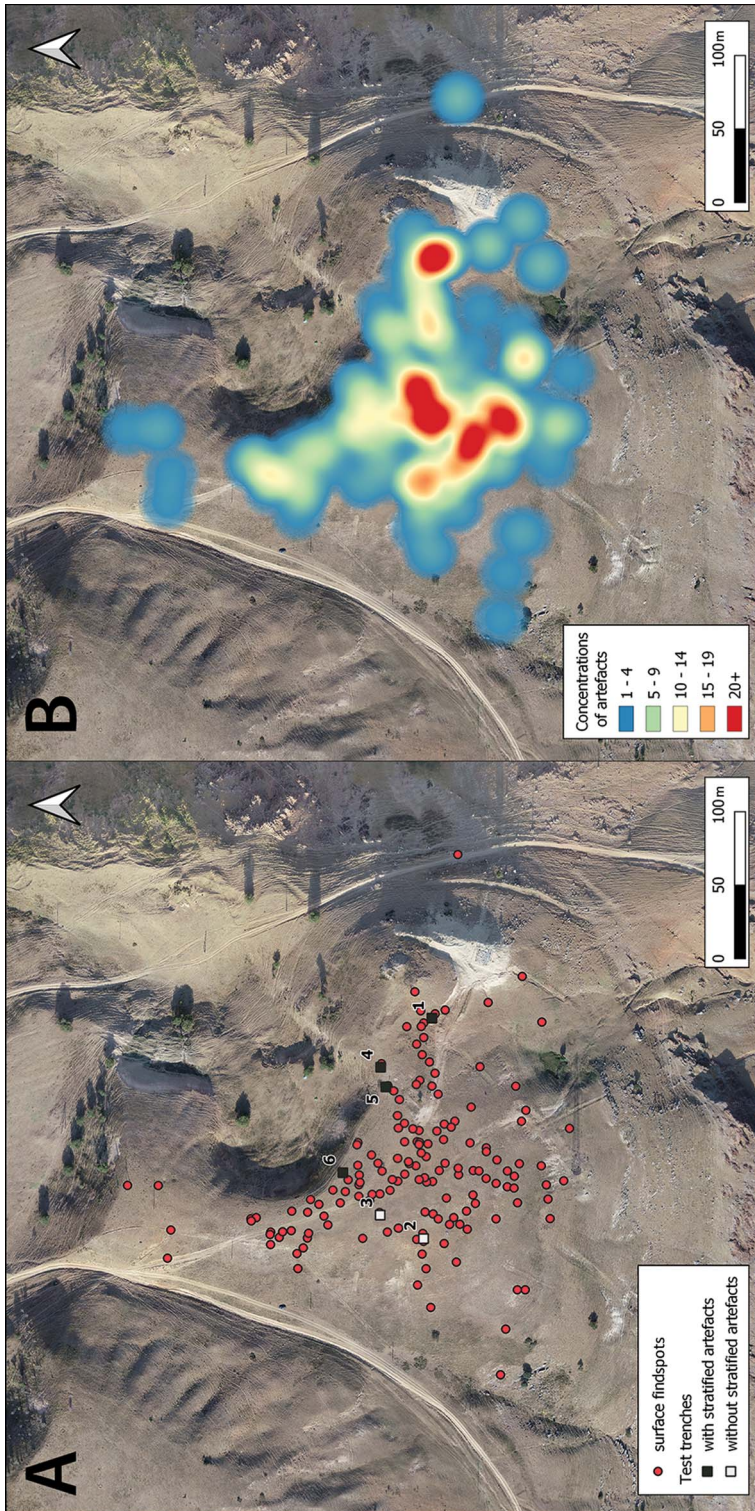 A
1
2
3
4
5
6
surface findspots
Test trenches
with stratified artefacts
without stratified artefacts
0
50
100 m
B
Concentrations
of artefacts
1 - 4
5 - 9
10 - 14
15 - 19
20+
0
50
100 m